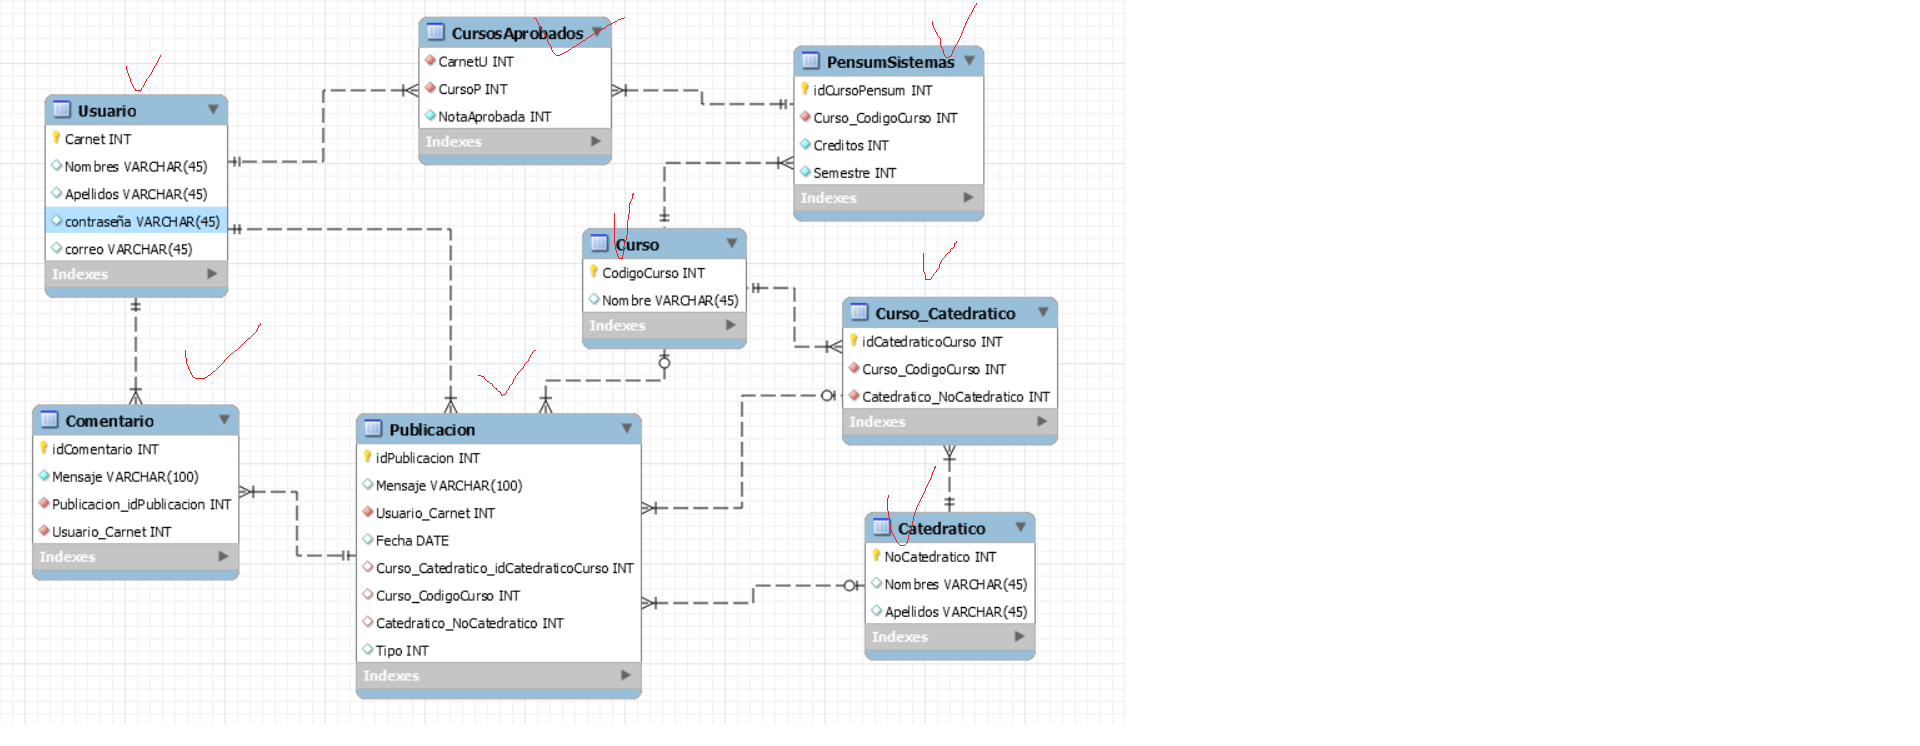 Usuario
Carnet INT
Nombres VARCHAR(45)
Apellidos VARCHAR(45)
contraseña VARCHAR(45)
correo VARCHAR(45)
Indexes
CursosAprobados
CarnetU INT
CursoP INT
NotaAprobada INT
Indexes
PensumSistemas
idCursoPensum INT
Curso_CodigoCurso INT
Creditos INT
Semestre INT
Indexes
Curso
CodigoCurso INT
Nombre VARCHAR(45)
Indexes
Curso_Catedratico
idCatedraticoCurso INT
Curso_CodigoCurso INT
Catedratico_NoCatedratico INT
Indexes
Comentario
idComentario INT
Mensaje VARCHAR(100)
Publicacion_idPublicacion INT
Usuario_Carnet INT
Indexes
Publicacion
idPublicacion INT
Mensaje VARCHAR(100)
Usuario_Carnet INT
Fecha DATE
Curso_Catedratico_idCatedraticoCurso INT
Curso_CodigoCurso INT
Catedratico_NoCatedratico INT
Tipo INT
Indexes
Catedratico
NoCatedratico INT
Nombres VARCHAR(45)
Apellidos VARCHAR(45)
Indexes